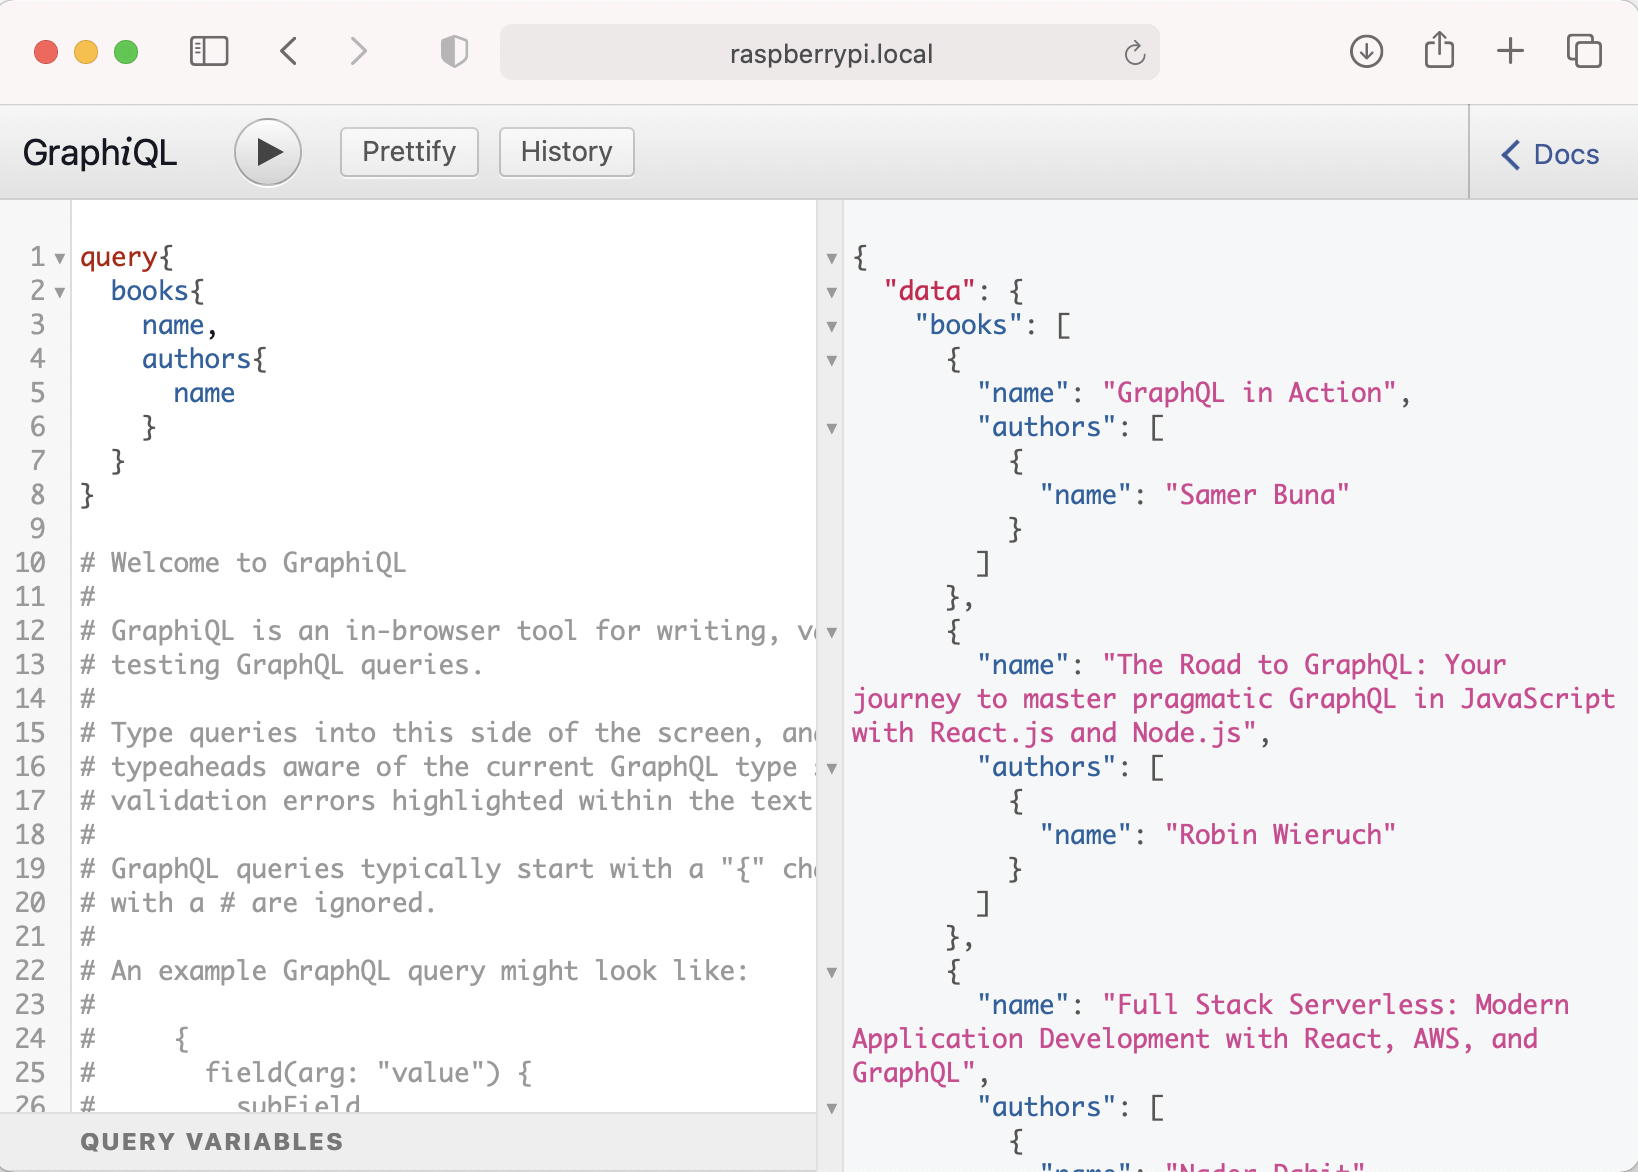 raspberrypi.local
GraphiQL
Prettify
History
Docs
1 query{
2   books{
3     name,
4     authors{
5       name
6     }
7   }
8 }
9
10 # Welcome to GraphiQL
11 #
12 # GraphiQL is an in-browser tool for writing,
13 # testing GraphQL queries.
14 #
15 # Type queries into this side of the screen,
16 # typeaheads aware of the current GraphQL type
17 # validation errors highlighted within the text
18 #
19 # GraphQL queries typically start with a "{"
20 # with a # are ignored.
21 #
22 # An example GraphQL query might look like:
23 #
24 #     {
25 #       field(arg: "value") {
26 #         subField
QUERY VARIABLES
{
  "data": {
    "books": [
      {
        "name": "GraphQL in Action",
        "authors": [
          {
            "name": "Samer Buna"
          }
        ]
      },
      {
        "name": "The Road to GraphQL: Your
journey to master pragmatic GraphQL in JavaScript
with React.js and Node.js",
        "authors": [
          {
            "name": "Robin Wieruch"
          }
        ]
      },
      {
        "name": "Full Stack Serverless: Modern
Application Development with React, AWS, and
GraphQL",
        "authors": [
          {
            "name": "Nader Dabit"